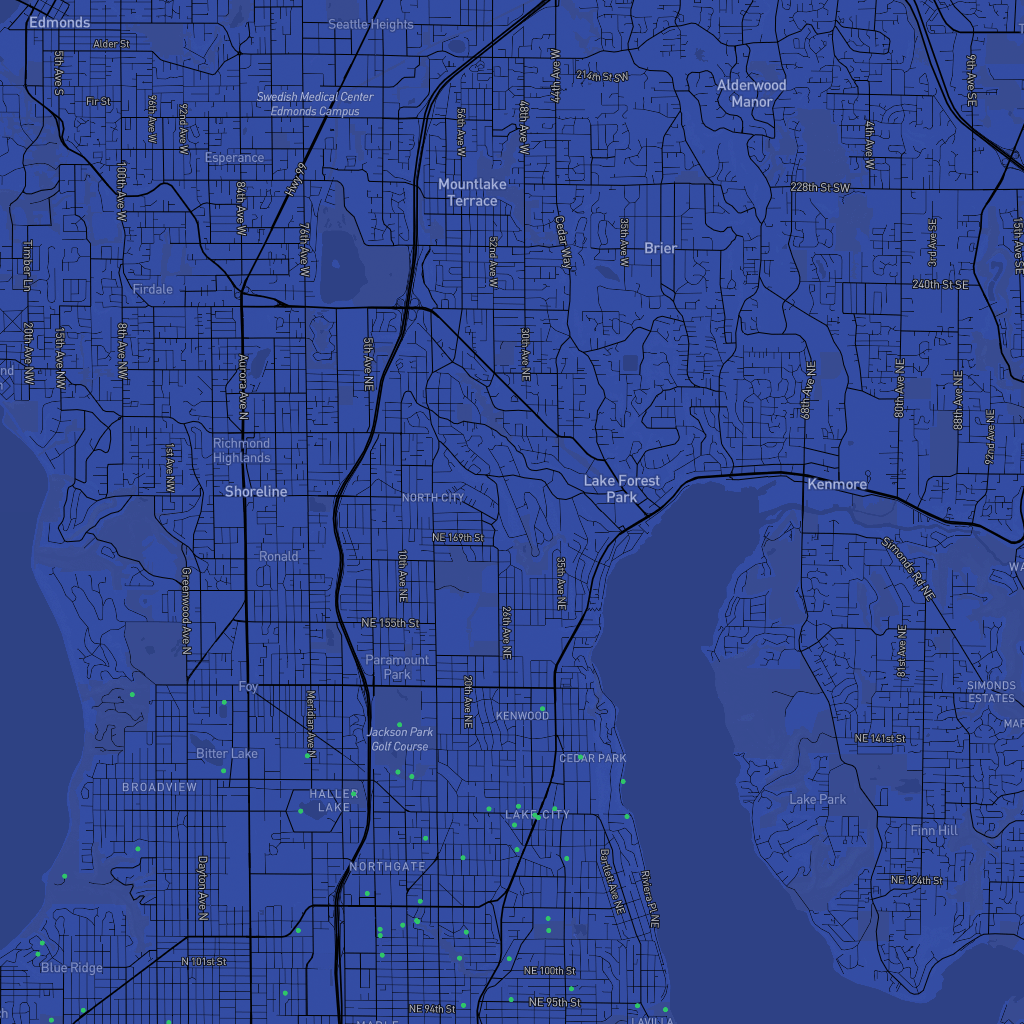 Edmonds
Seattle Heights
Alder St
5th Ave S
214th St SW
44th Ave W
9th Ave SE
Alderwood
Manor
Fir St
96th Ave W
92nd Ave W
Swedish Medical Center
Edmonds Campus
56th Ave W
48th Ave W
4th Ave W
Esperance
Hwy 99
100th Ave W
84th Ave W
Mountlake
Terrace
228th St SW
76th Ave W
52nd Ave W
Cedar Way
35th Ave W
Brier
3rd Ave SE
15th Ave SE
Timber Ln
Firdale
240th St SE
20th Ave NW
15th Ave NW
8th Ave NW
Aurora Ave N
5th Ave NE
30th Ave NE
68th Ave NE
80th Ave NE
88th Ave NE
92nd Ave NE
nd
1st Ave NW
Richmond
Highlands
Shoreline
NORTH CITY
Lake Forest
Park
Kenmore
NE 169th St
Ronald
Greenwood Ave N
10th Ave NE
35th Ave NE
Simonds Rd NE
WA
NE 155th St
26th Ave NE
81st Ave NE
Paramount
Park
Foy
Meridian Ave N
20th Ave NE
KENWOOD
SIMONDS
ESTATES
MAR
Jackson Park
Golf Course
NE 141st St
Bitter Lake
CEDAR PARK
BROADVIEW
HALLER
LAKE
LAKE CITY
Lake Park
Finn Hill
NORTHGATE
Dayton Ave N
Bartlett Ave NE
Riviera Pl NE
NE 124th St
N 101st St
Blue Ridge
NE 100th St
NE 95th St
NE 94th St
MAPLE
LAVILLA